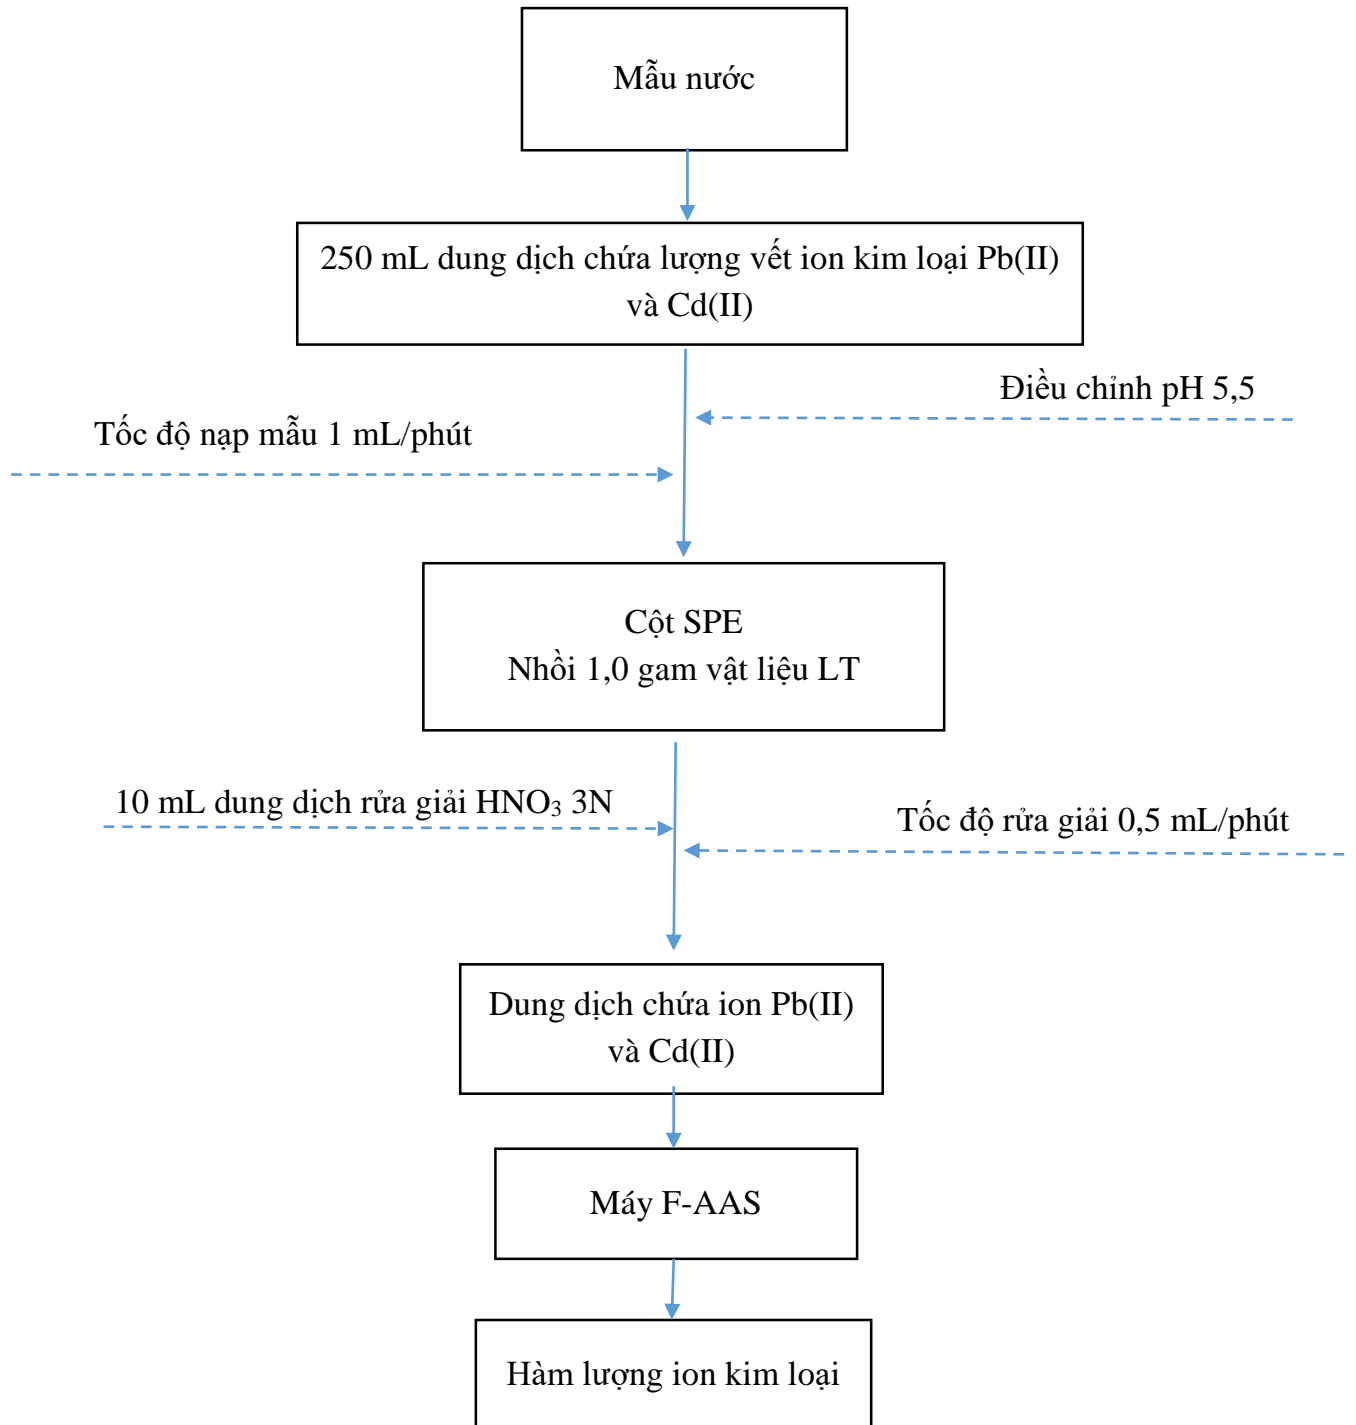 Mẫu nước
250 mL dung dịch chứa lượng vết ion kim loại Pb(II)
và Cd(II)
Điều chỉnh pH 5,5
Tốc độ nạp mẫu 1 mL/phút
Cột SPE
Nhồi 1,0 gam vật liệu LT
10 mL dung dịch rửa giải HNO₃ 3N
Tốc độ rửa giải 0,5 mL/phút
Dung dịch chứa ion Pb(II)
và Cd(II)
Máy F-AAS
Hàm lượng ion kim loại